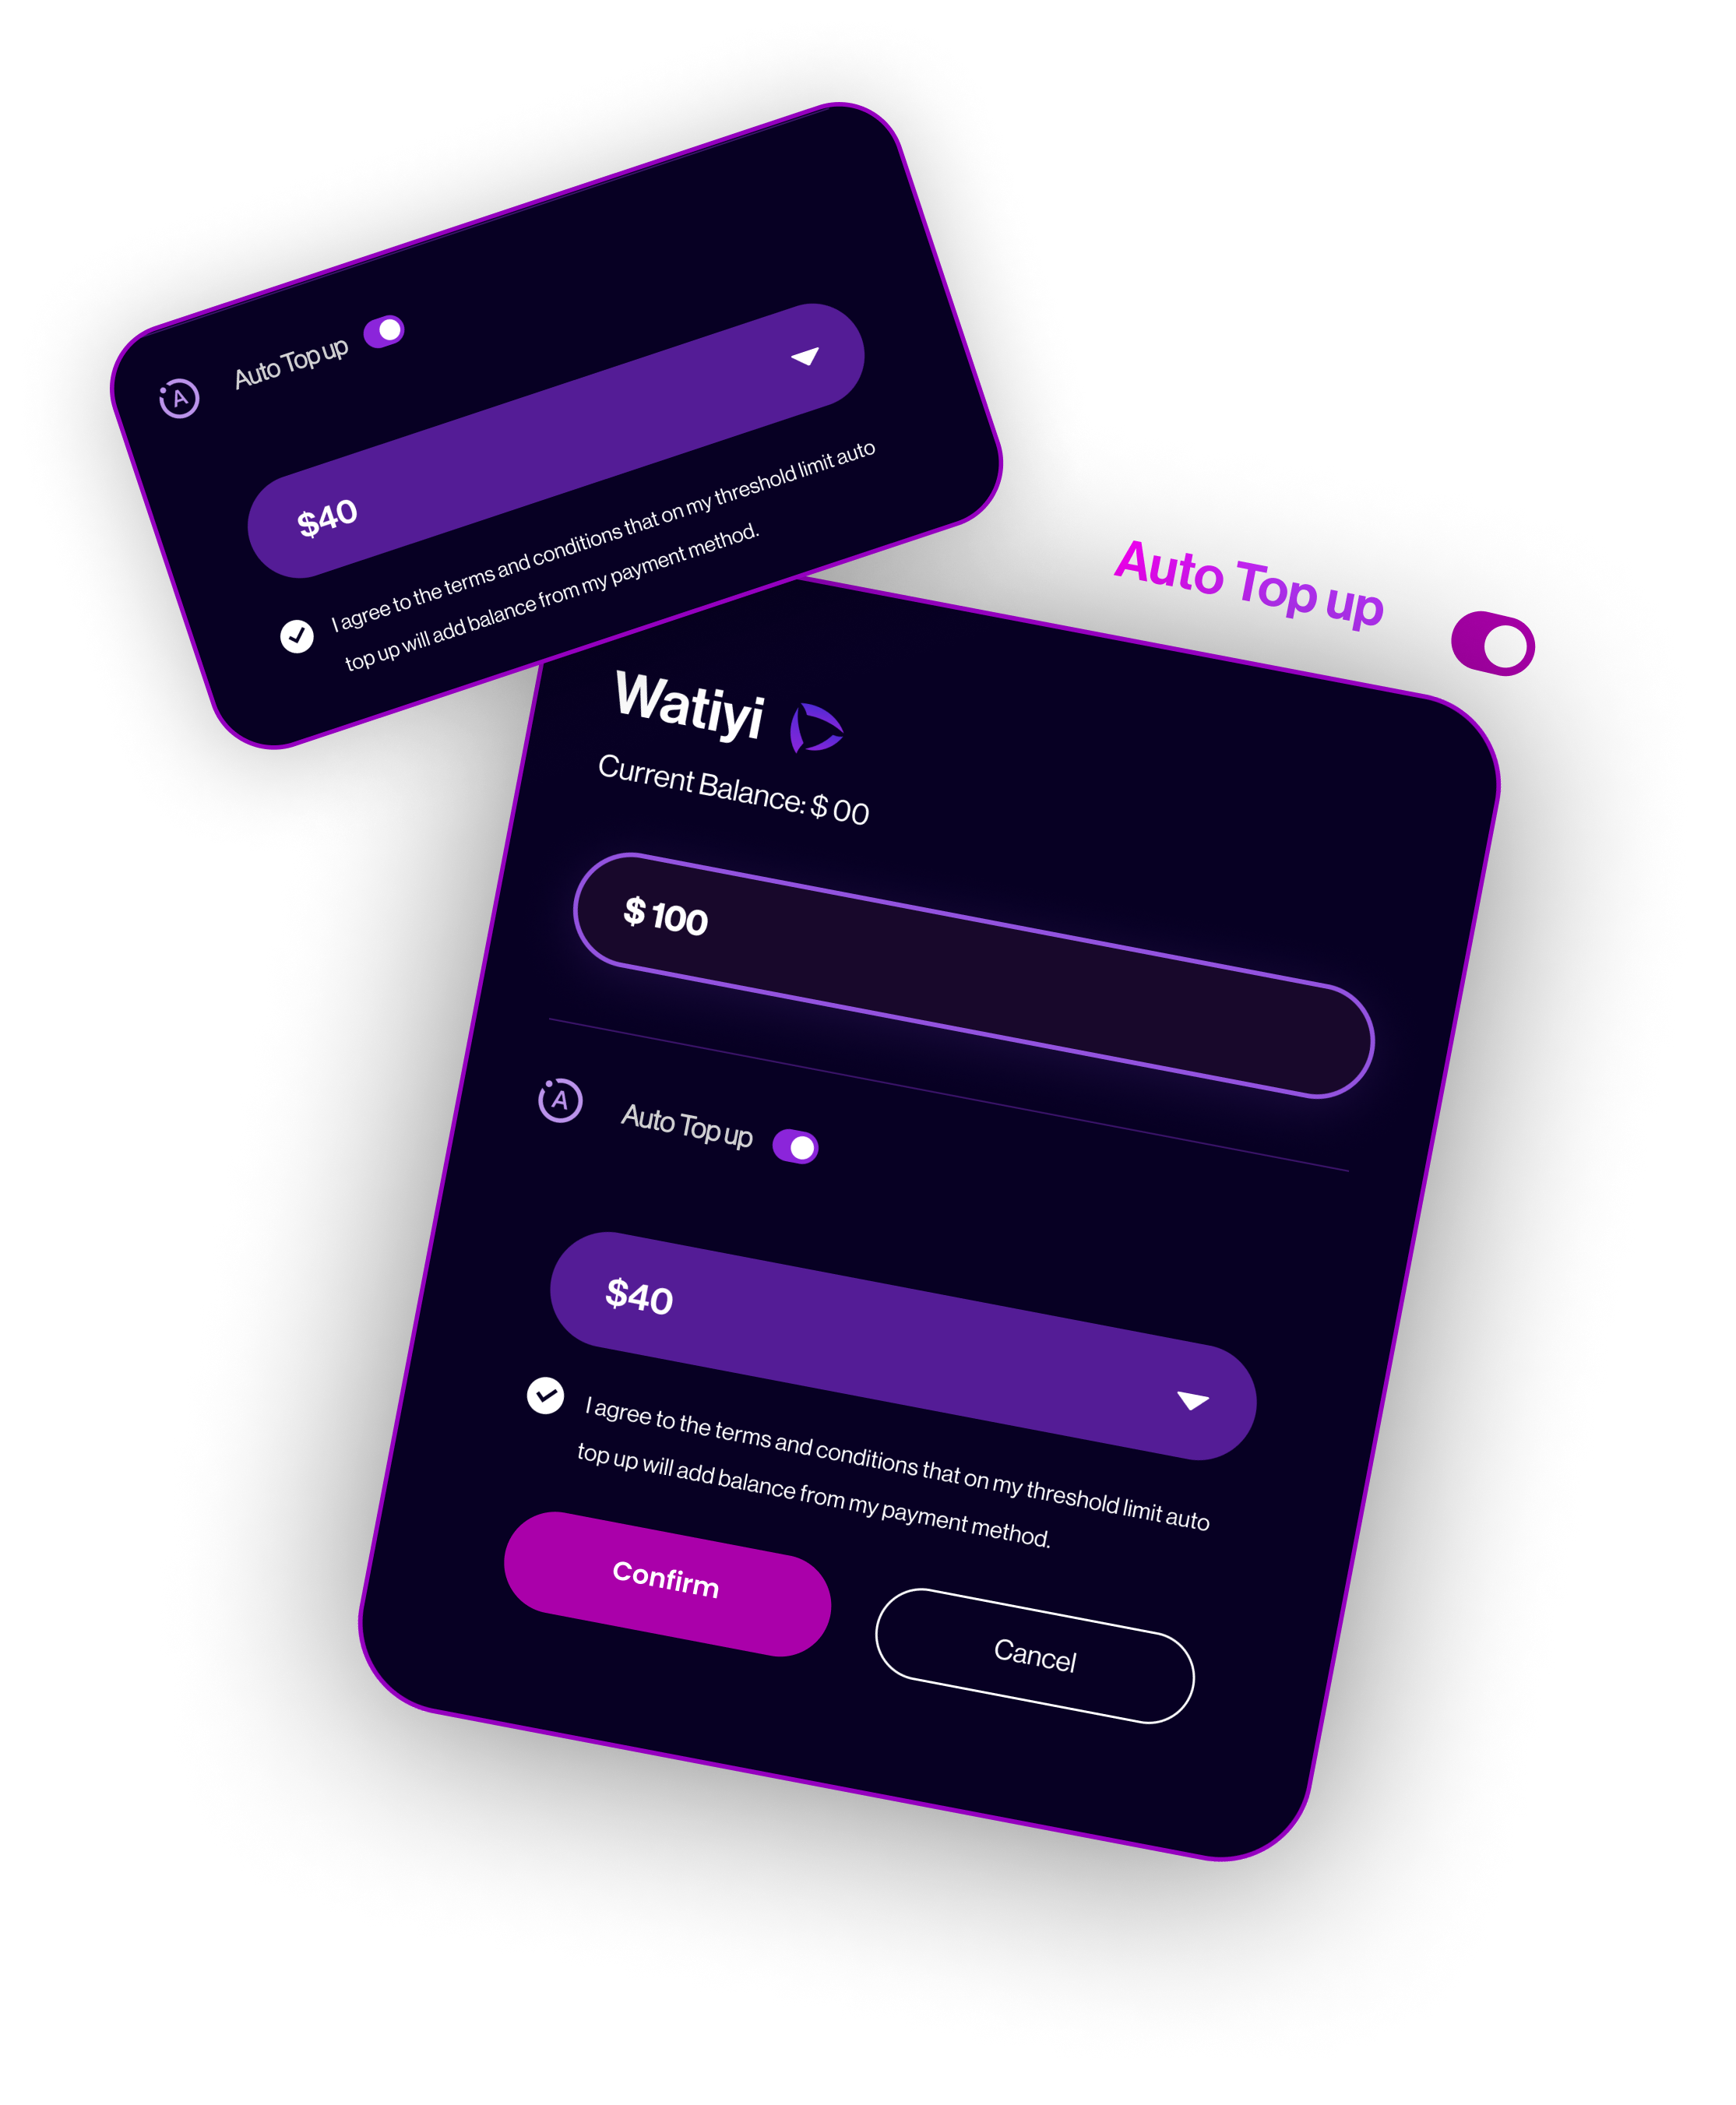 Auto Top up
$40
I agree to the terms and conditions that on my threshold limit auto
top up will add balance from my payment method.
Auto Top up
Watiyi
Current Balance: $ 00
$ 100
A
Auto Top up
$40
I agree to the terms and conditions that on my threshold limit auto
top up will add balance from my payment method.
Confirm
Cancel